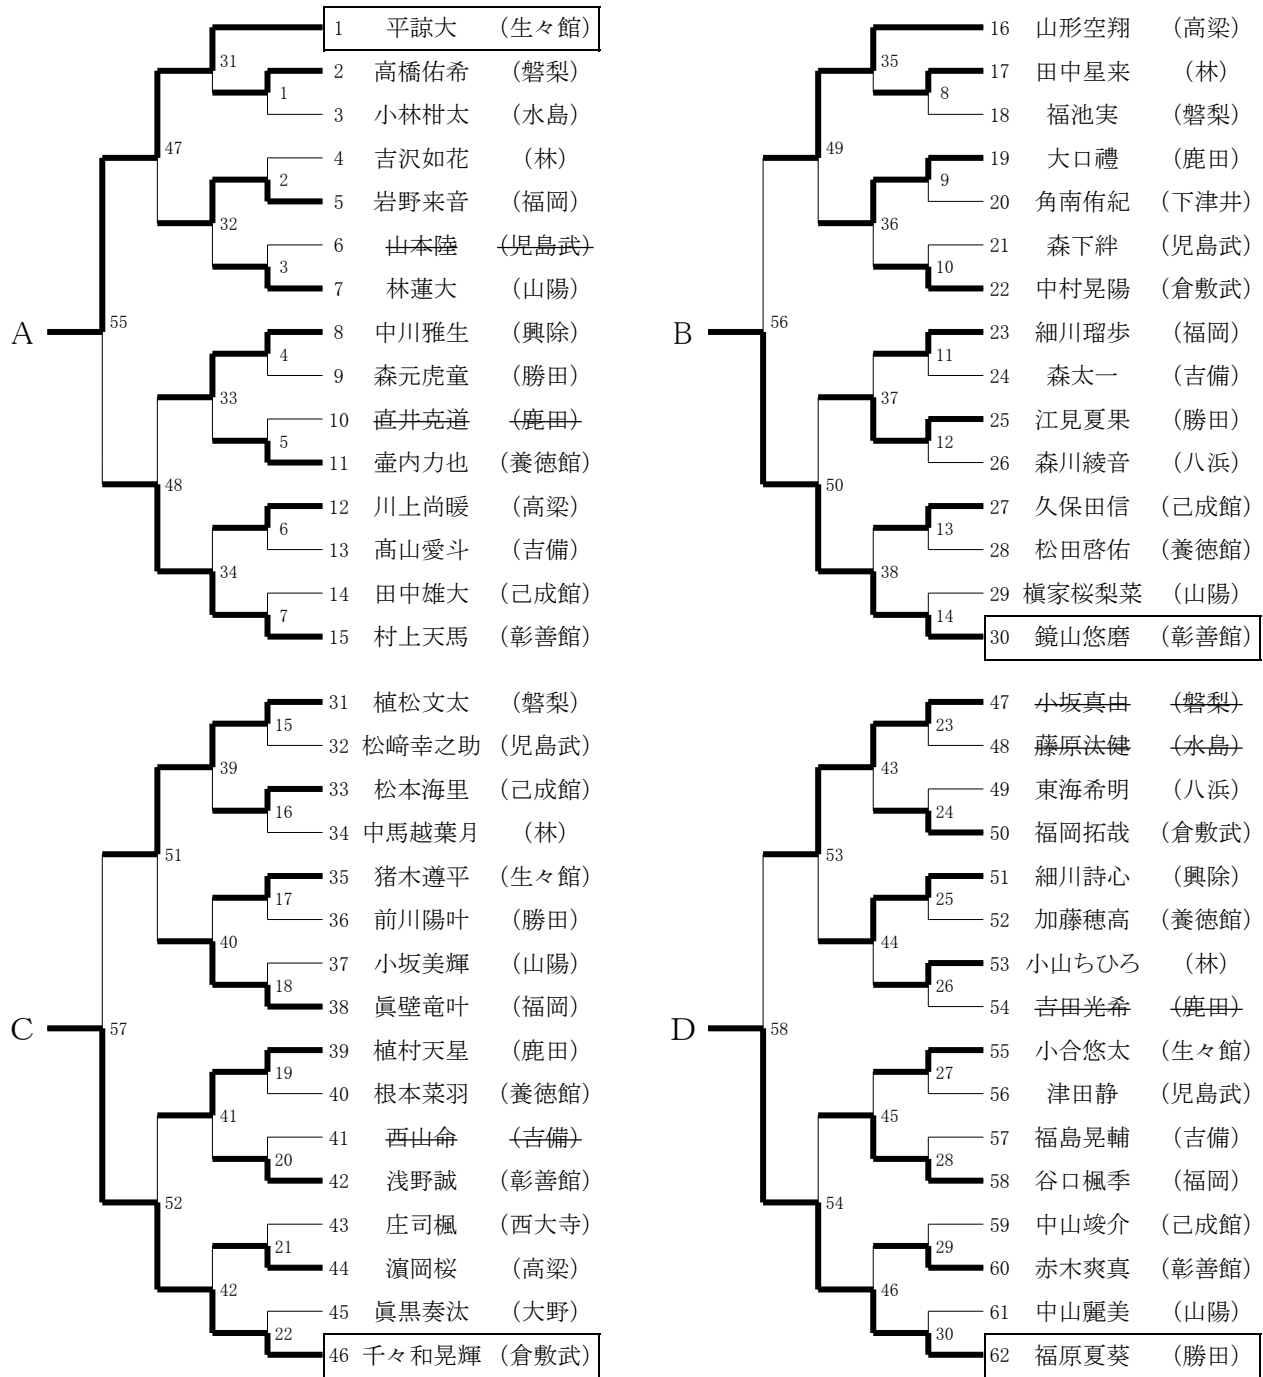 A
1 平諒大 (生々館)
2 高橋佑希 (磐梨)
3 小林柑太 (水島)
4 吉沢如花 (林)
5 岩野来音 (福岡)
6 山本陸 (児島武)
7 林蓮大 (山陽)
8 中川雅生 (興除)
9 森元虎童 (勝田)
10 直井克道 (鹿田)
11 壷内力也 (養徳館)
12 川上尚暖 (高梁)
13 髙山愛斗 (吉備)
14 田中雄大 (己成館)
15 村上天馬 (彰善館)
31
1
47
2
32
3
55
4
33
5
48
6
34
7
B
16 山形空翔 (高梁)
17 田中星来 (林)
18 福池実 (磐梨)
19 大口禮 (鹿田)
20 角南侑紀 (下津井)
21 森下絆 (児島武)
22 中村晃陽 (倉敷武)
23 細川瑠歩 (福岡)
24 森太一 (吉備)
25 江見夏果 (勝田)
26 森川綾音 (八浜)
27 久保田信 (己成館)
28 松田啓佑 (養徳館)
29 槇家桜梨菜 (山陽)
30 鏡山悠磨 (彰善館)
35
8
49
9
36
10
56
11
37
12
50
13
38
14
C
31 植松文太 (磐梨)
32 松﨑幸之助 (児島武)
33 松本海里 (己成館)
34 中馬越葉月 (林)
35 猪木遵平 (生々館)
36 前川陽叶 (勝田)
37 小坂美輝 (山陽)
38 眞壁竜叶 (福岡)
39 植村天星 (鹿田)
40 根本菜羽 (養徳館)
41 西山命 (吉備)
42 浅野誠 (彰善館)
43 庄司楓 (西大寺)
44 濵岡桜 (高梁)
45 眞黒奏汰 (大野)
46 千々和晃輝 (倉敷武)
15
39
16
51
17
40
18
57
19
41
20
52
21
42
22
D
47 小坂真由 (磐梨)
48 藤原汰健 (水島)
49 東海希明 (八浜)
50 福岡拓哉 (倉敷武)
51 細川詩心 (興除)
52 加藤穂高 (養徳館)
53 小山ちひろ (林)
54 吉田光希 (鹿田)
55 小合悠太 (生々館)
56 津田静 (児島武)
57 福島晃輔 (吉備)
58 谷口楓季 (福岡)
59 中山竣介 (己成館)
60 赤木爽真 (彰善館)
61 中山麗美 (山陽)
62 福原夏葵 (勝田)
23
43
24
53
25
44
26
58
27
45
28
54
29
46
30